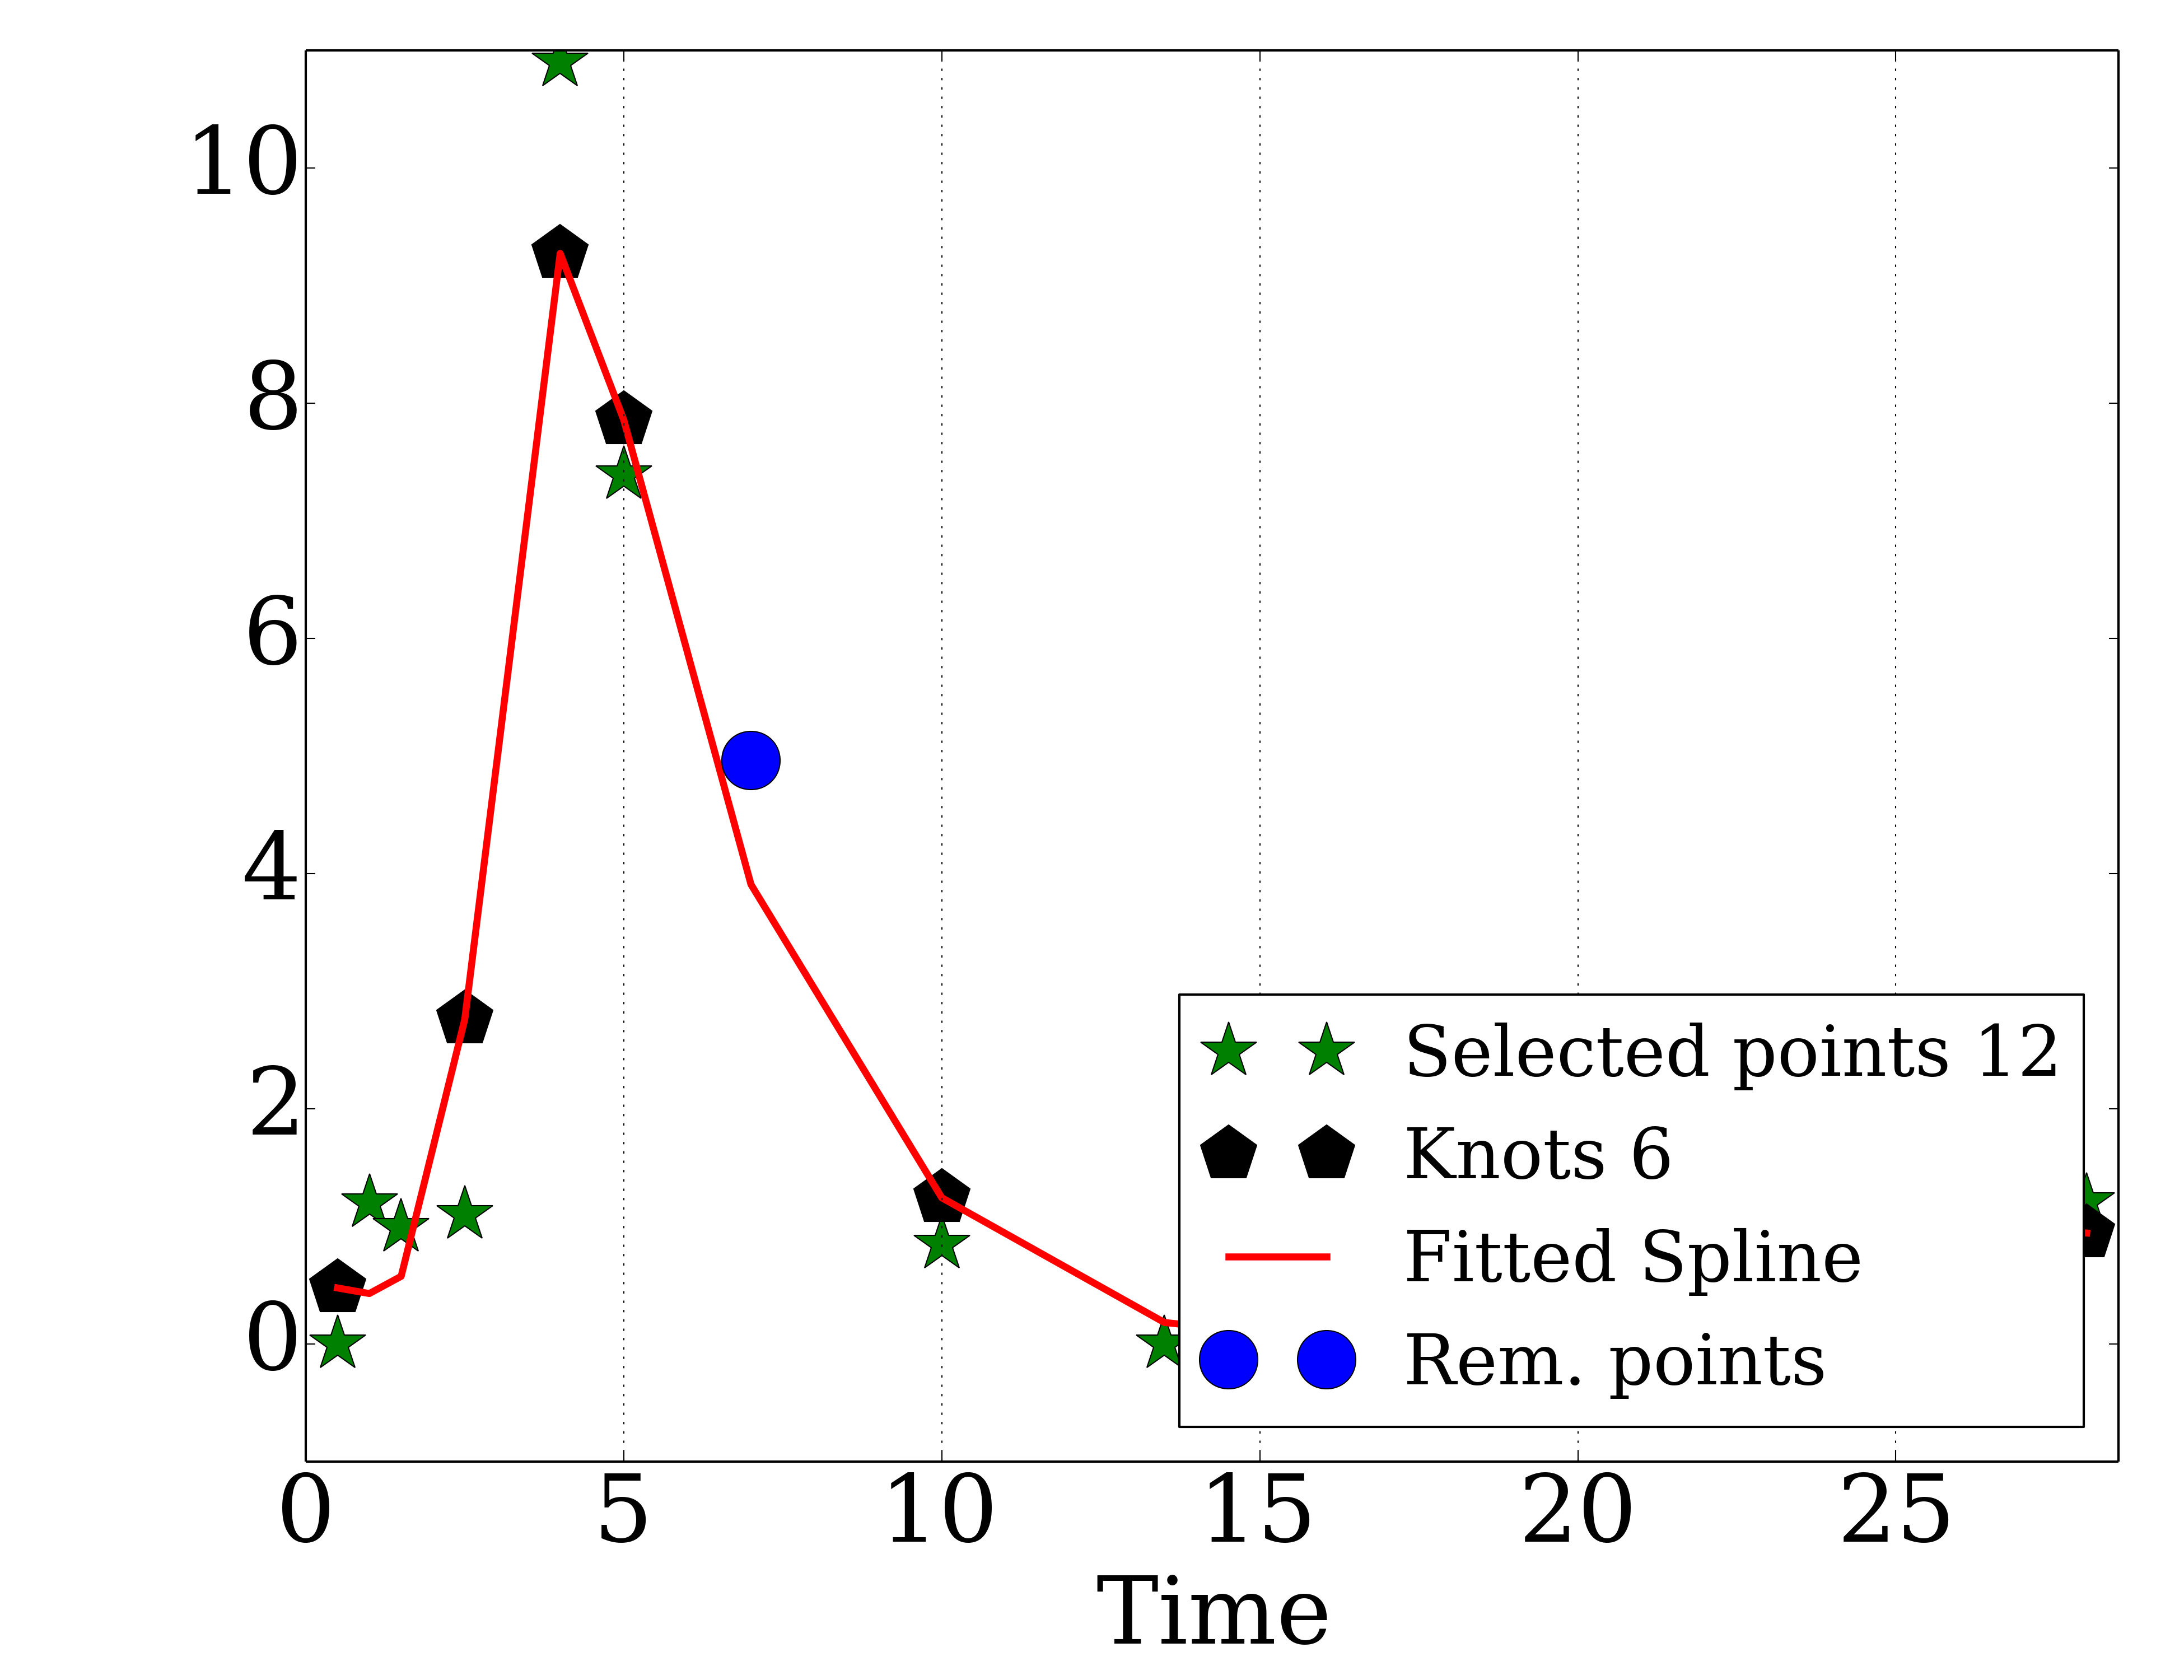 10
8
6
4
2
0
Selected points 12
Knots 6
Fitted Spline
Rem. points
0 5 10 15 20 25
Time